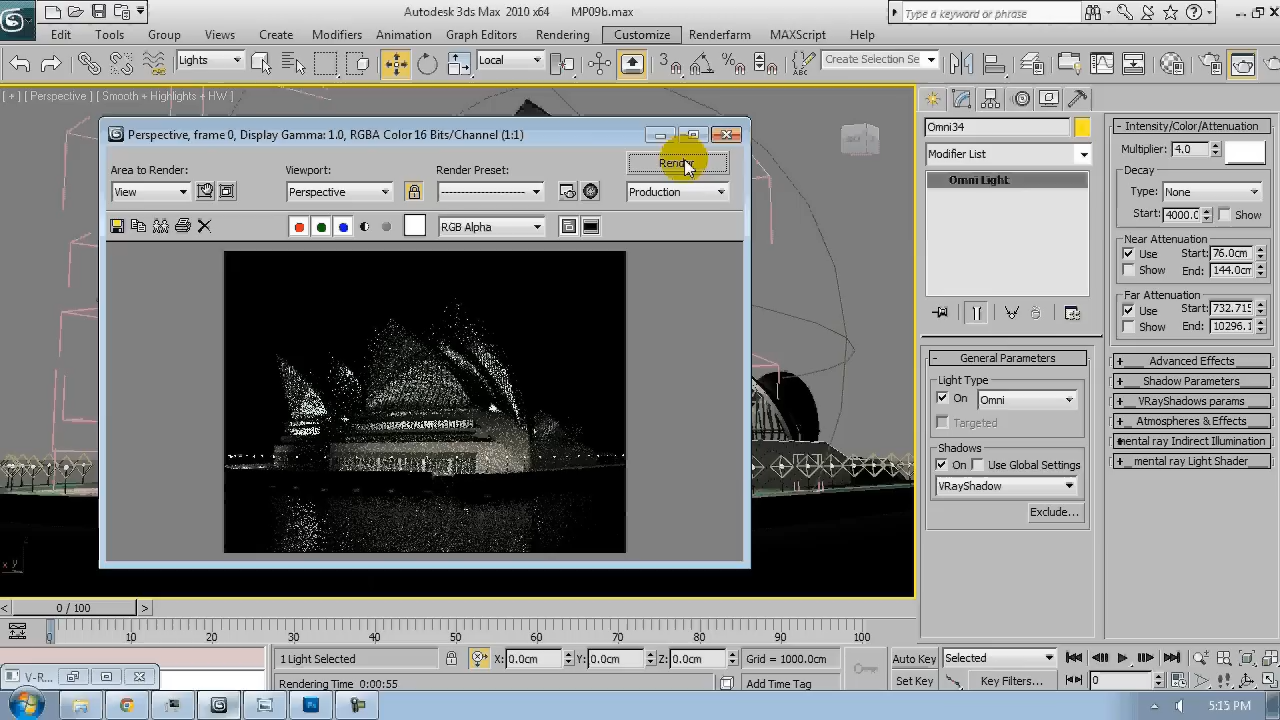 Autodesk 3ds Max 2010 x64 MP09b.max
Type a keyword or phrase
Edit Tools Group Views Create Modifiers Animation Graph Editors Rendering Customize Renderfarm MAXScript Help
Lights Local Create Selection Se
[ + ] [ Perspective ] [ Smooth + Highlights + HW ]
Perspective, frame 0, Display Gamma: 1.0, RGBA Color 16 Bits/Channel (1:1)
Area to Render: Viewport: Render Preset: Render
View Perspective Production
RGB Alpha
Omni34
Modifier List
Omni Light
General Parameters
Light Type
On Omni
Targeted
Shadows
On Use Global Settings
VRayShadow
Exclude...
Intensity/Color/Attenuation
Multiplier: 4.0
Decay
Type: None
Start: 4000.0 Show
Near Attenuation
Use Start: 76.0cm
Show End: 144.0cm
Far Attenuation
Use Start: 732.715
Show End: 10296.1
Advanced Effects
Shadow Parameters
VRayShadows params
Atmospheres & Effects
mental ray Indirect Illumination
mental ray Light Shader
x y
0 / 100
0 10 20 30 40 50 60 70 80 90 100
1 Light Selected X: 0.0cm Y: 0.0cm Z: 0.0cm Grid = 1000.0cm Auto Key Selected
V-R...
Rendering Time 0:00:55 Add Time Tag Set Key Key Filters... 0
5:15 PM